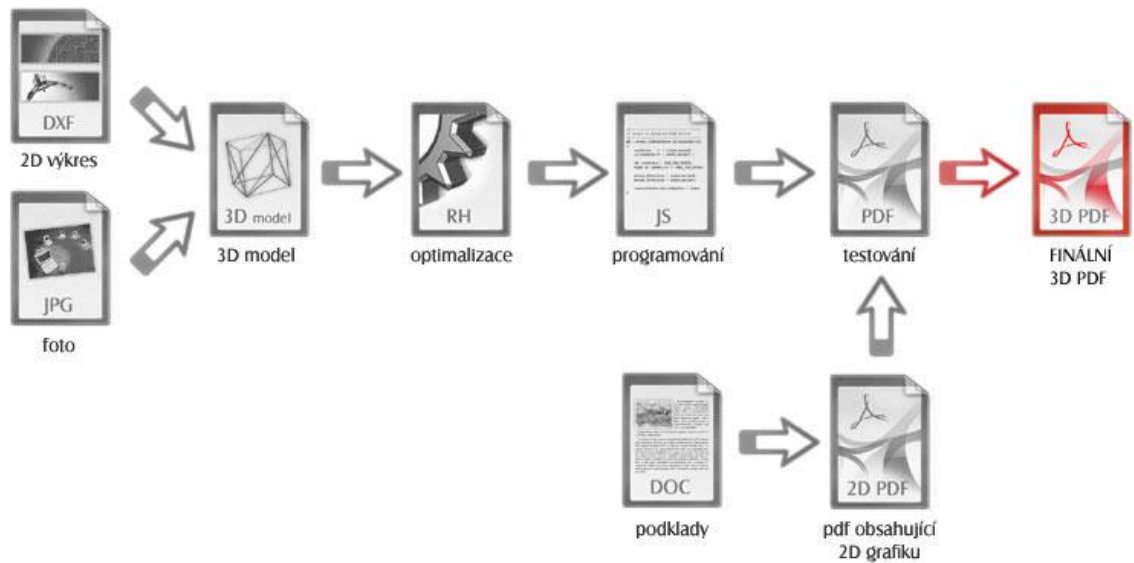 DXF
2D výkres
JPG
foto
3D model
3D model
RH
optimalizace
JS
programování
PDF
testování
3D PDF
FINÁLNÍ
3D PDF
DOC
podklady
2D PDF
pdf obsahující
2D grafiku